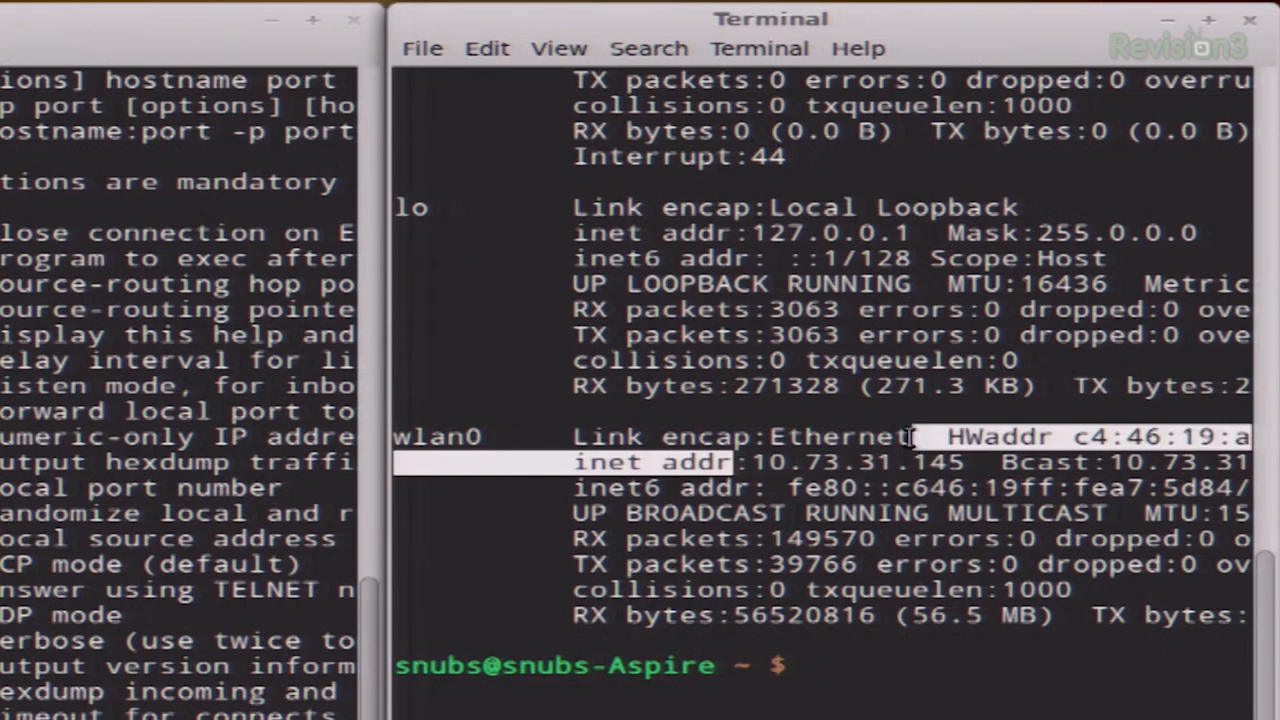 Terminal
File Edit View Search Terminal Help
Revision3
ions] hostname port
p port [options] [ho
ostname:port -p port
tions are mandatory
lose connection on E
rogram to exec after
ource-routing hop po
ource-routing pointe
isplay this help and
elay interval for li
isten mode, for inbo
orward local port to
umeric-only IP addre
utput hexdump traffi
ocal port number
andomize local and r
ocal source address
CP mode (default)
nswer using TELNET n
DP mode
erbose (use twice to
utput version inform
exdump incoming and
imeout for connects
TX packets:0 errors:0 dropped:0 overru
collisions:0 txqueuelen:1000
RX bytes:0 (0.0 B)  TX bytes:0 (0.0 B)
Interrupt:44
lo Link encap:Local Loopback
inet addr:127.0.0.1  Mask:255.0.0.0
inet6 addr: ::1/128 Scope:Host
UP LOOPBACK RUNNING  MTU:16436  Metric
RX packets:3063 errors:0 dropped:0 ove
TX packets:3063 errors:0 dropped:0 ove
collisions:0 txqueuelen:0
RX bytes:271328 (271.3 KB)  TX bytes:2
wlan0 Link encap:Ethernet  HWaddr c4:46:19:a
inet addr:10.73.31.145  Bcast:10.73.31
inet6 addr: fe80::c646:19ff:fea7:5d84/
UP BROADCAST RUNNING MULTICAST  MTU:15
RX packets:149570 errors:0 dropped:0 o
TX packets:39766 errors:0 dropped:0 ov
collisions:0 txqueuelen:1000
RX bytes:56520816 (56.5 MB)  TX bytes:
snubs@snubs-Aspire ~ $